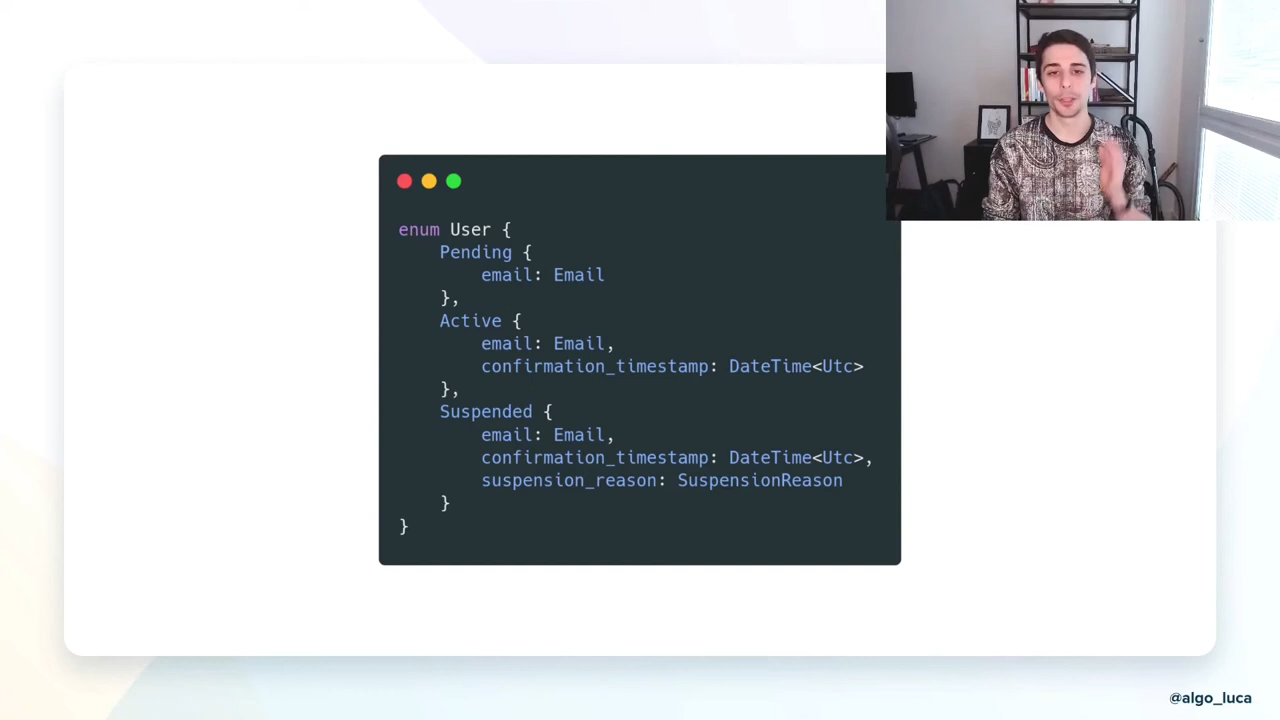 enum User {
Pending {
email: Email
},
Active {
email: Email,
confirmation_timestamp: DateTime<Utc>
},
Suspended {
email: Email,
confirmation_timestamp: DateTime<Utc>,
suspension_reason: SuspensionReason
}
}
@algo_luca